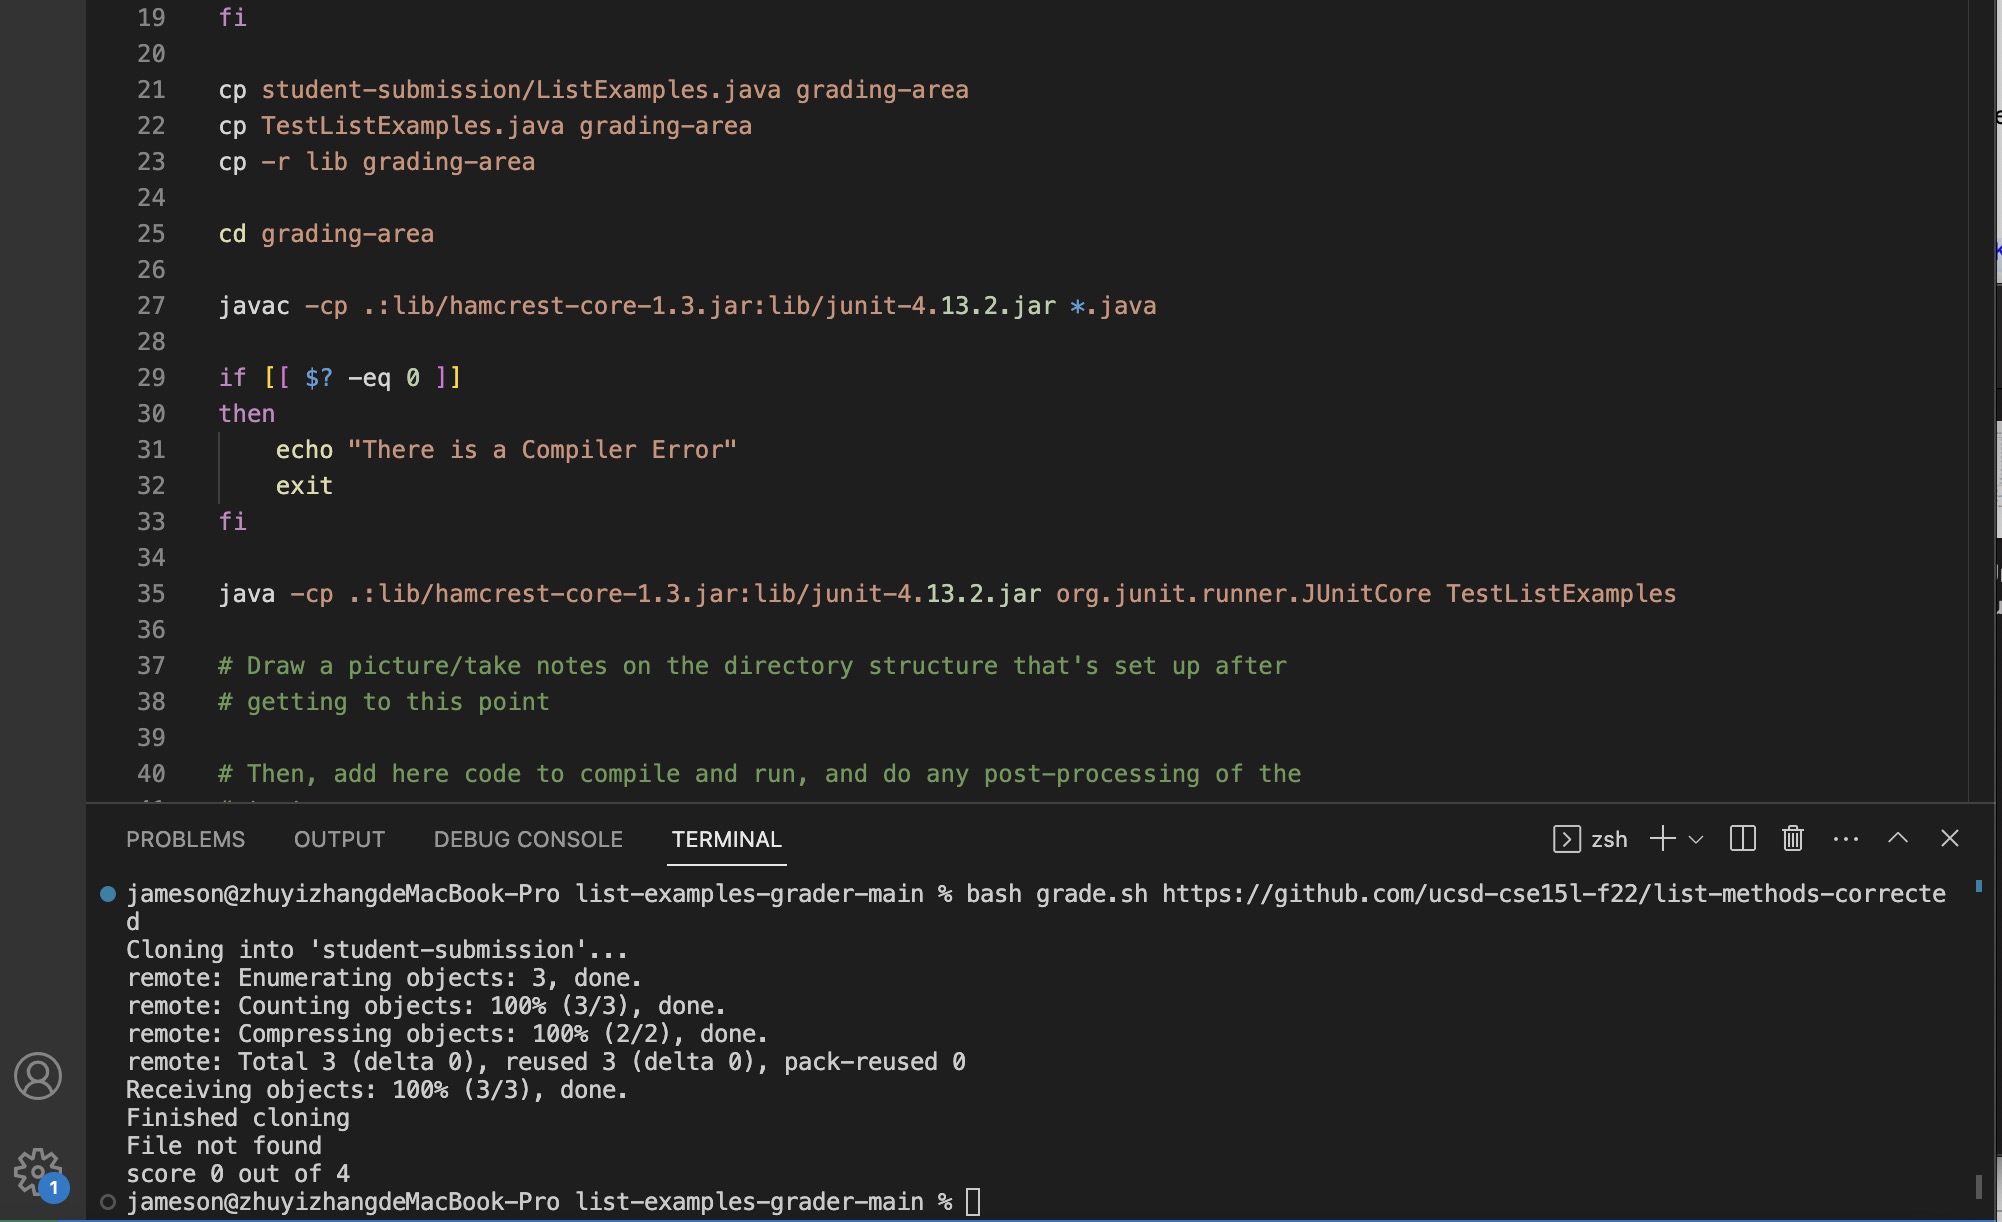 19 fi
20
21 cp student-submission/ListExamples.java grading-area
22 cp TestListExamples.java grading-area
23 cp -r lib grading-area
24
25 cd grading-area
26
27 javac -cp .:lib/hamcrest-core-1.3.jar:lib/junit-4.13.2.jar *.java
28
29 if [[ $? -eq 0 ]]
30 then
31 echo "There is a Compiler Error"
32 exit
33 fi
34
35 java -cp .:lib/hamcrest-core-1.3.jar:lib/junit-4.13.2.jar org.junit.runner.JUnitCore TestListExamples
36
37 # Draw a picture/take notes on the directory structure that's set up after
38 # getting to this point
39
40 # Then, add here code to compile and run, and do any post-processing of the
PROBLEMS OUTPUT DEBUG CONSOLE TERMINAL zsh
jameson@zhuyizhangdeMacBook-Pro list-examples-grader-main % bash grade.sh https://github.com/ucsd-cse15l-f22/list-methods-correcte
d
Cloning into 'student-submission'...
remote: Enumerating objects: 3, done.
remote: Counting objects: 100% (3/3), done.
remote: Compressing objects: 100% (2/2), done.
remote: Total 3 (delta 0), reused 3 (delta 0), pack-reused 0
Receiving objects: 100% (3/3), done.
Finished cloning
File not found
score 0 out of 4
1
jameson@zhuyizhangdeMacBook-Pro list-examples-grader-main %